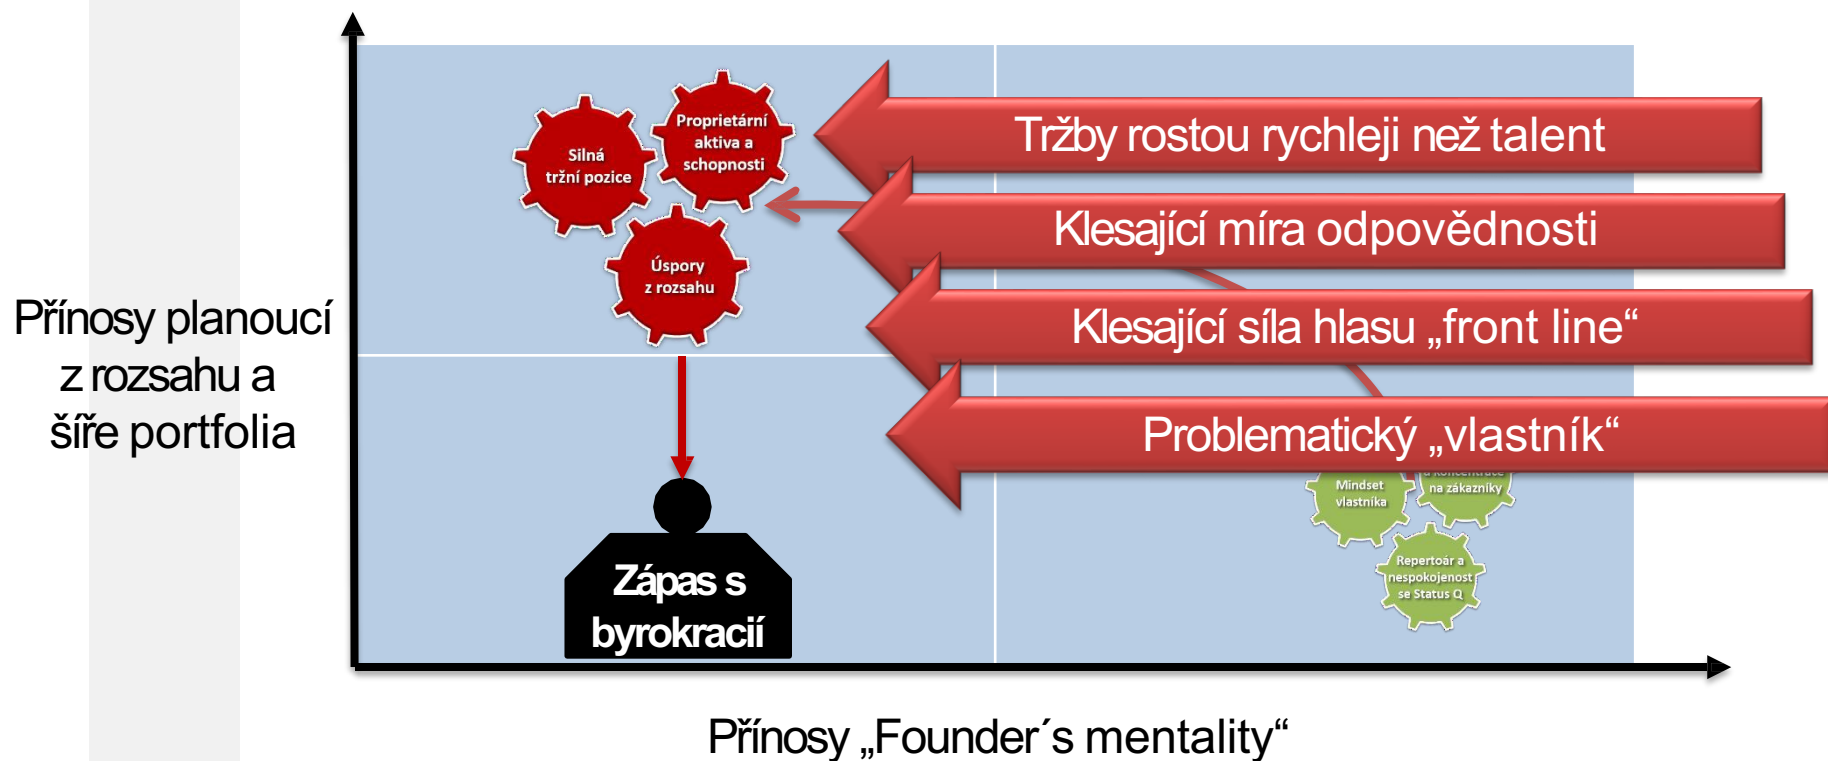 Proprietární
aktiva a
schopnosti
Silná
tržní pozice
Úspory
z rozsahu
Tržby rostou rychleji než talent
Klesající míra odpovědnosti
Klesající síla hlasu „front line“
Problematický „vlastník“
Přínosy planoucí
z rozsahu a
šíře portfolia
Mindset
vlastníka
na zákazníky
Repertoár a
nespokojenost
se Status Q
Zápas s
byrokracií
Přínosy „Founder´s mentality“